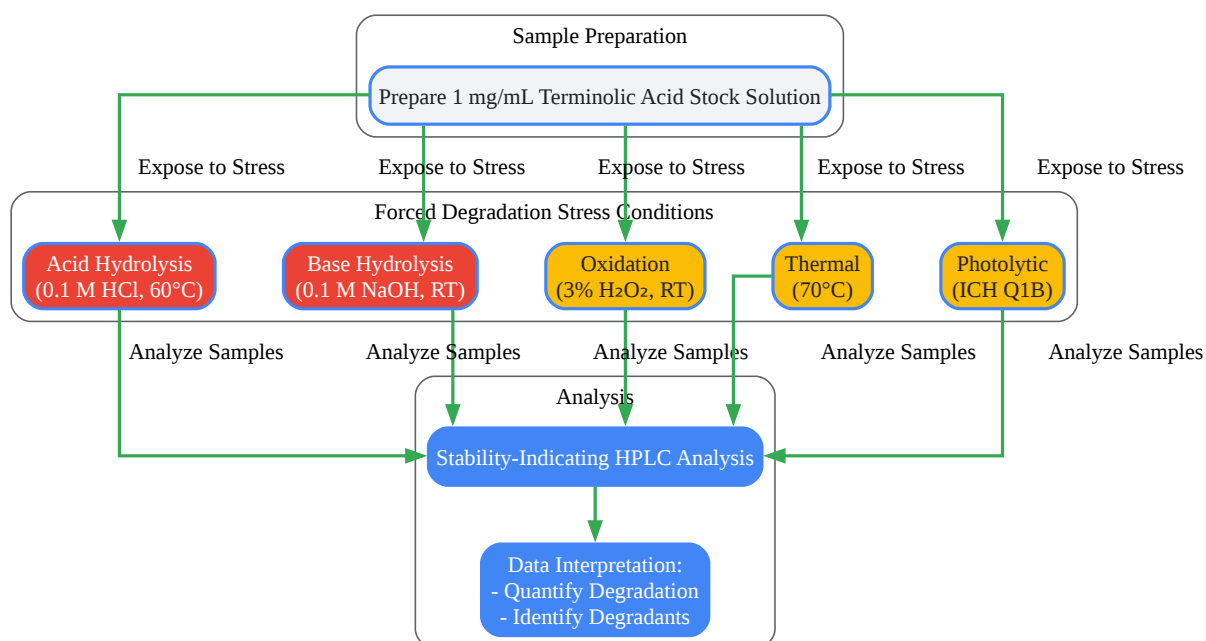 Sample Preparation
Prepare 1 mg/mL Terminolic Acid Stock Solution
Expose to Stress
Expose to Stress
Expose to Stress
Expose to Stress
Expose to Stress
Forced Degradation Stress Conditions
Acid Hydrolysis
(0.1 M HCl, 60°C)
Base Hydrolysis
(0.1 M NaOH, RT)
Oxidation
(3% H₂O₂, RT)
Thermal
(70°C)
Photolytic
(ICH Q1B)
Analyze Samples
Analyze Samples
Analyze Samples
Analyze Samples
Analyze Samples
Analysis
Stability-Indicating HPLC Analysis
Data Interpretation:
- Quantify Degradation
- Identify Degradants